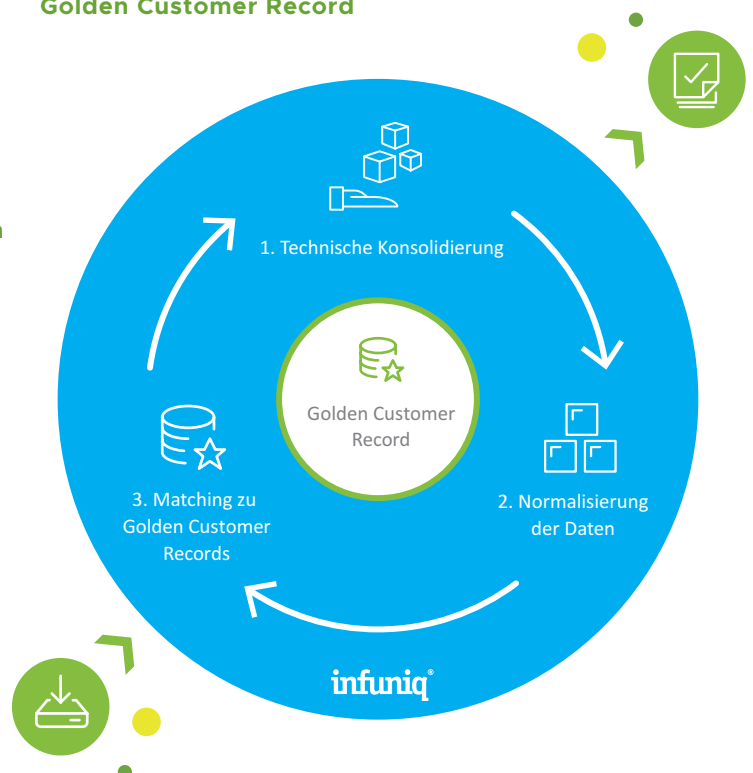 Golden Customer Record
1. Technische Konsolidierung
Golden Customer
Record
2. Normalisierung
der Daten
3. Matching zu
Golden Customer
Records
infuniq®